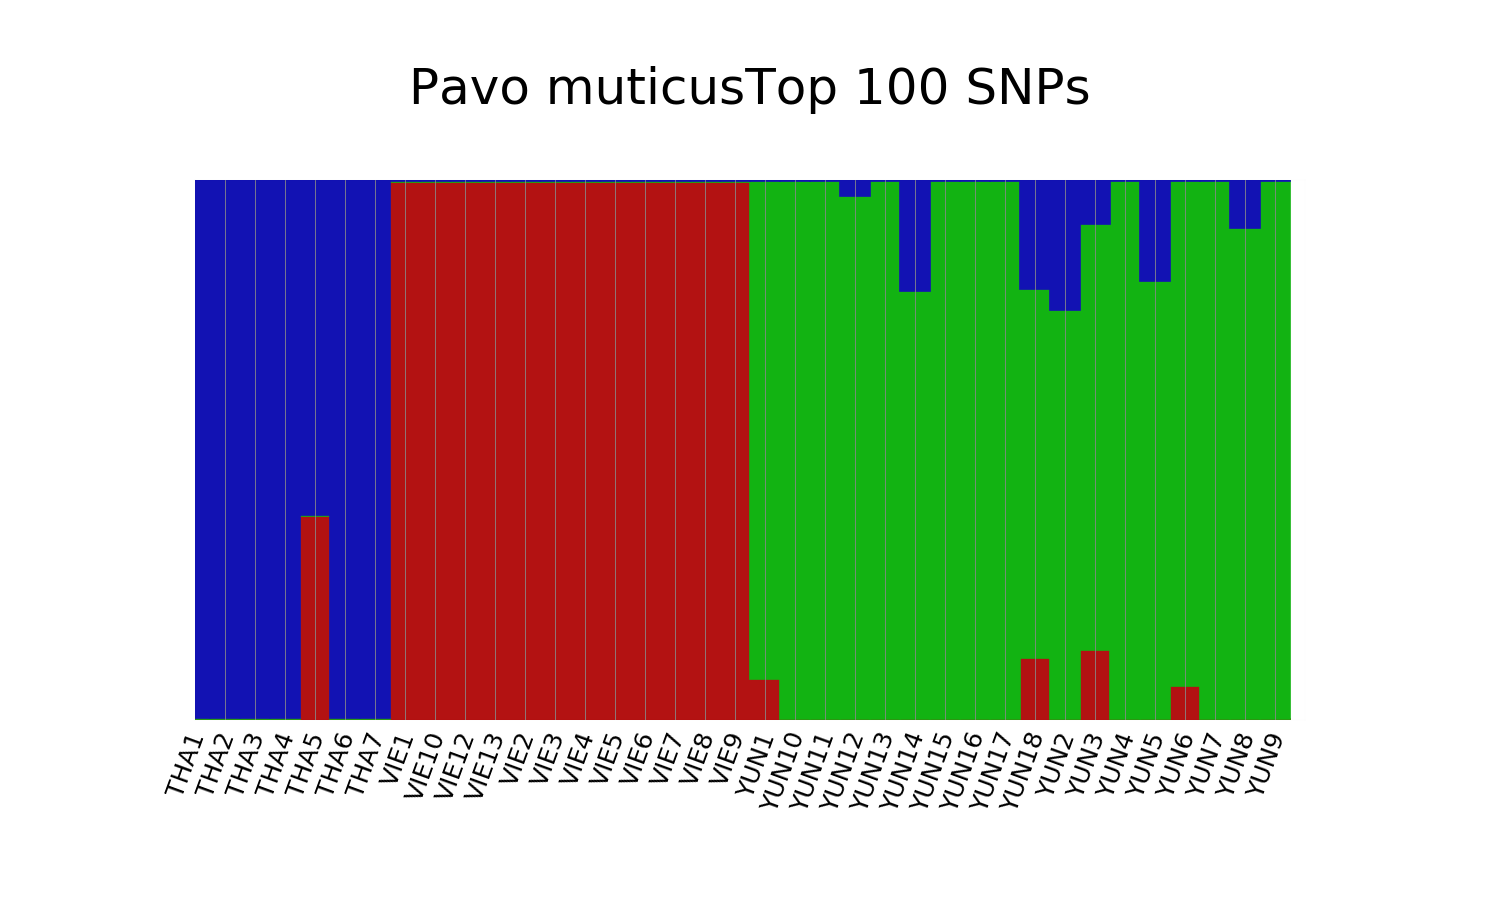 Pavo muticusTop 100 SNPs
THA1
THA2
THA3
THA4
THA5
THA6
THA7
VIE1
VIE10
VIE12
VIE13
VIE2
VIE3
VIE4
VIE5
VIE6
VIE7
VIE8
VIE9
YUN1
YUN10
YUN11
YUN12
YUN13
YUN14
YUN15
YUN16
YUN17
YUN18
YUN2
YUN3
YUN4
YUN5
YUN6
YUN7
YUN8
YUN9